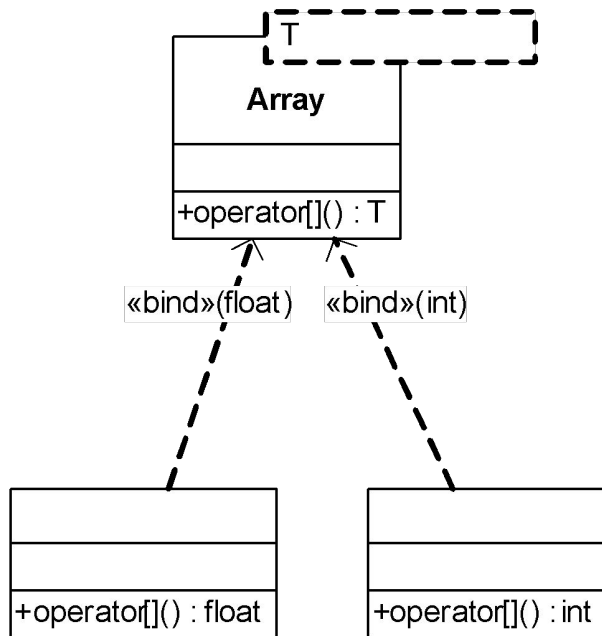 T
Array
+operator[]() : T
«bind»(float)
«bind»(int)
+operator[]() : float
+operator[]() : int